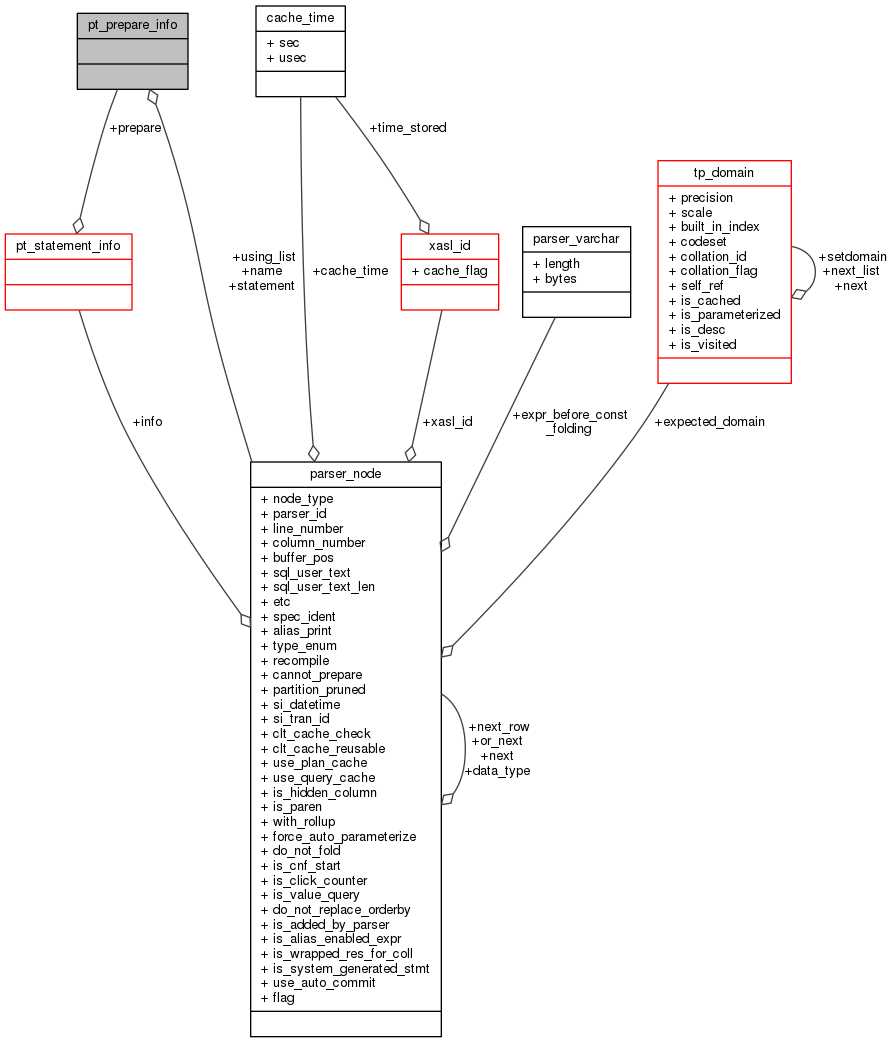 pt_prepare_info
cache_time
+ sec
+ usec
+prepare
+time_stored
tp_domain
+ precision
+ scale
+ built_in_index
+ codeset
+ collation_id
+ collation_flag
+ self_ref
+ is_cached
+ is_parameterized
+ is_desc
+ is_visited
+setdomain
+next_list
+next
pt_statement_info
+using_list
+name
+statement
+cache_time
xasl_id
+ cache_flag
parser_varchar
+ length
+ bytes
+info
+xasl_id
+expr_before_const
_folding
+expected_domain
parser_node
+ node_type
+ parser_id
+ line_number
+ column_number
+ buffer_pos
+ sql_user_text
+ sql_user_text_len
+ etc
+ spec_ident
+ alias_print
+ type_enum
+ recompile
+ cannot_prepare
+ partition_pruned
+ si_datetime
+ si_tran_id
+ clt_cache_check
+ clt_cache_reusable
+ use_plan_cache
+ use_query_cache
+ is_hidden_column
+ is_paren
+ with_rollup
+ force_auto_parameterize
+ do_not_fold
+ is_cnf_start
+ is_click_counter
+ is_value_query
+ do_not_replace_orderby
+ is_added_by_parser
+ is_alias_enabled_expr
+ is_wrapped_res_for_coll
+ is_system_generated_stmt
+ use_auto_commit
+ flag
+next_row
+or_next
+next
+data_type